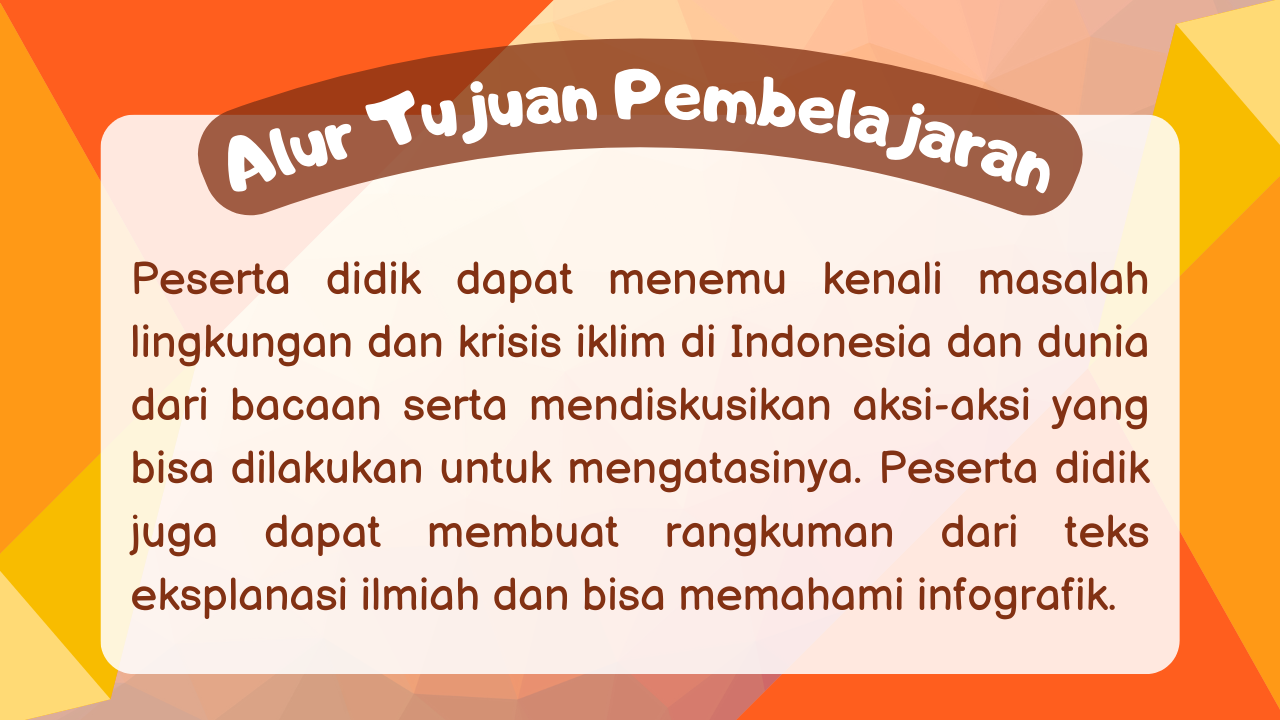 Alur Tujuan Pembelajaran
Peserta didik dapat menemu kenali masalah
lingkungan dan krisis iklim di Indonesia dan dunia
dari bacaan serta mendiskusikan aksi-aksi yang
bisa dilakukan untuk mengatasinya. Peserta didik
juga dapat membuat rangkuman dari teks
eksplanasi ilmiah dan bisa memahami infografik.